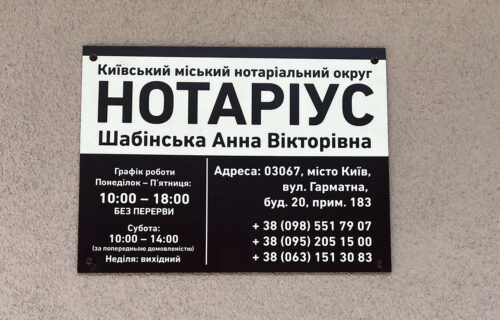 Київський міський нотаріальний округ
НОТАРІУС
Шабінська Анна Вікторівна
Графік роботи
Понеділок – П'ятниця:
10:00 – 18:00
БЕЗ ПЕРЕРВИ
Субота:
10:00 – 14:00
(за попередньою домовленістю)
Неділя: вихідний
Адреса: 03067, місто Київ,
вул. Гарматна,
буд. 20, прим. 183
+ 38 (098) 551 79 07
+ 38 (095) 205 15 00
+ 38 (063) 151 30 83